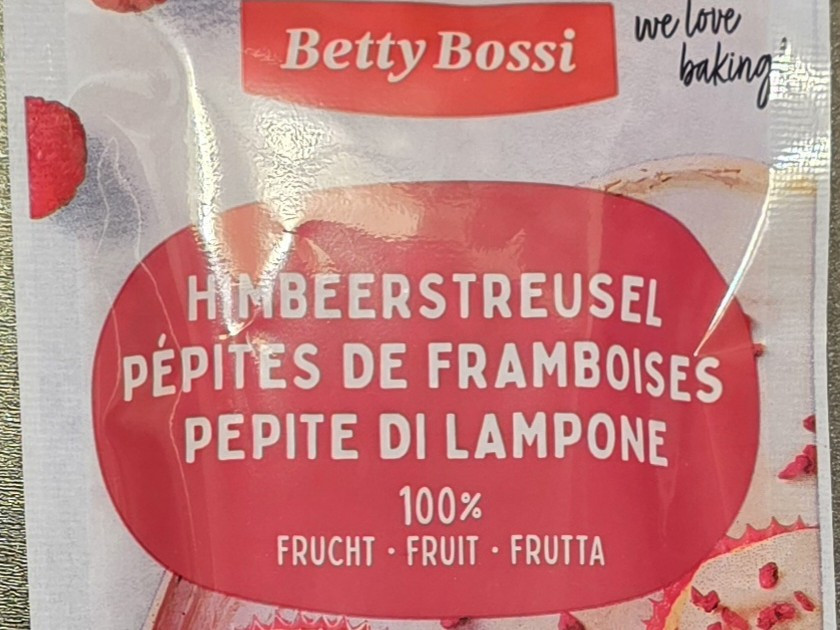 Betty Bossi
we love
baking
HIMBEERSTREUSEL
PÉPITES DE FRAMBOISES
PEPITE DI LAMPONE
100%
FRUCHT · FRUIT · FRUTTA